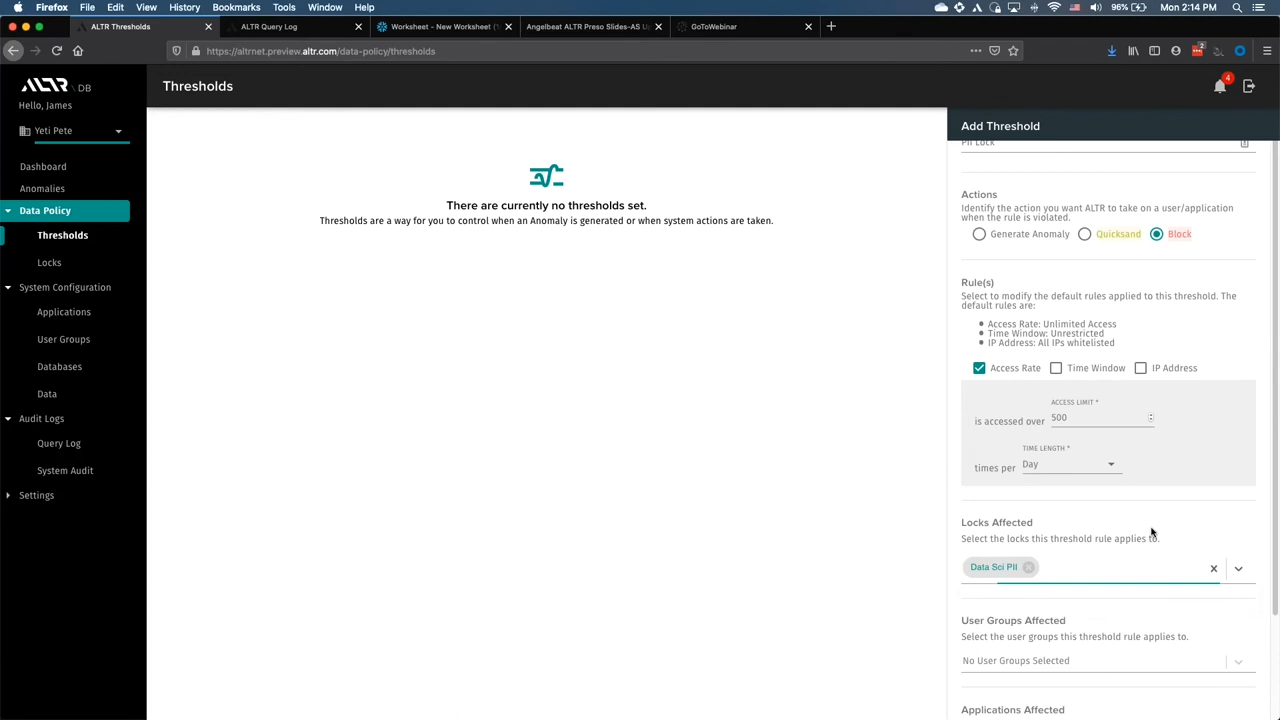 Firefox File Edit View History Bookmarks Tools Window Help
96% Mon 2:14 PM
ALTR Thresholds
ALTR Query Log
Worksheet - New Worksheet (1
Angelbeat ALTR Preso Slides-AS U
GoToWebinar
https://altrnet.preview.altr.com/data-policy/thresholds
ALTR \ DB
Hello, James
Yeti Pete
Dashboard
Anomalies
Data Policy
Thresholds
Locks
System Configuration
Applications
User Groups
Databases
Data
Audit Logs
Query Log
System Audit
Settings
Thresholds
4
There are currently no thresholds set.
Thresholds are a way for you to control when an Anomaly is generated or when system actions are taken.
Add Threshold
PII Lock
Actions
Identify the action you want ALTR to take on a user/application
when the rule is violated.
Generate Anomaly Quicksand Block
Rule(s)
Select to modify the default rules applied to this threshold. The
default rules are:
Access Rate: Unlimited Access
Time Window: Unrestricted
IP Address: All IPs whitelisted
Access Rate Time Window IP Address
ACCESS LIMIT *
is accessed over 500
TIME LENGTH *
times per Day
Locks Affected
Select the locks this threshold rule applies to.
Data Sci PII
User Groups Affected
Select the user groups this threshold rule applies to.
No User Groups Selected
Applications Affected